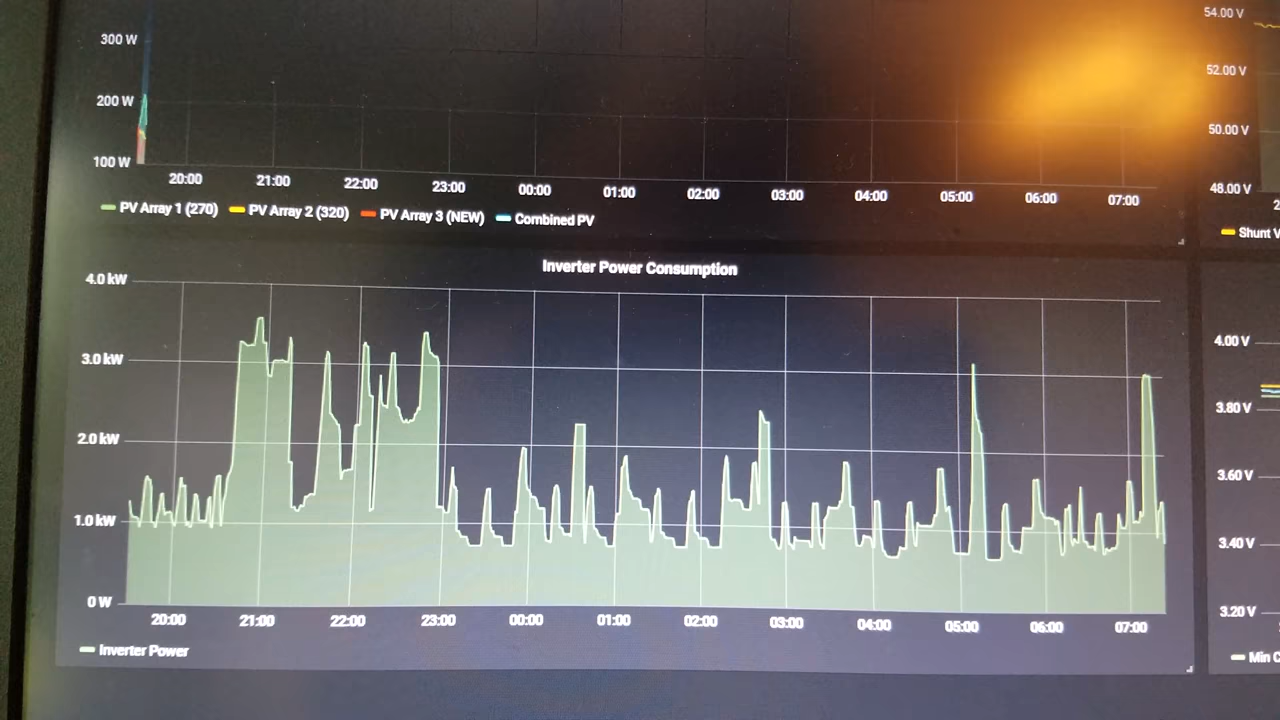 54.00 V
300 W
52.00 V
200 W
50.00 V
100 W
48.00 V
20:00 21:00 22:00 23:00 00:00 01:00 02:00 03:00 04:00 05:00 06:00 07:00
PV Array 1 (270) PV Array 2 (320) PV Array 3 (NEW) Combined PV
Shunt V
Inverter Power Consumption
4.0 kW
3.0 kW
2.0 kW
1.0 kW
0 W
20:00 21:00 22:00 23:00 00:00 01:00 02:00 03:00 04:00 05:00 06:00 07:00
Inverter Power
4.00 V
3.80 V
3.60 V
3.40 V
3.20 V
Min